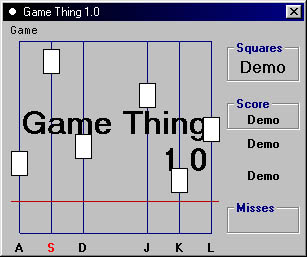 Game Thing 1.0
Game
Squares
Demo
Score
Demo
Game Thing
1.0
Demo
Demo
Misses
A S D J K L